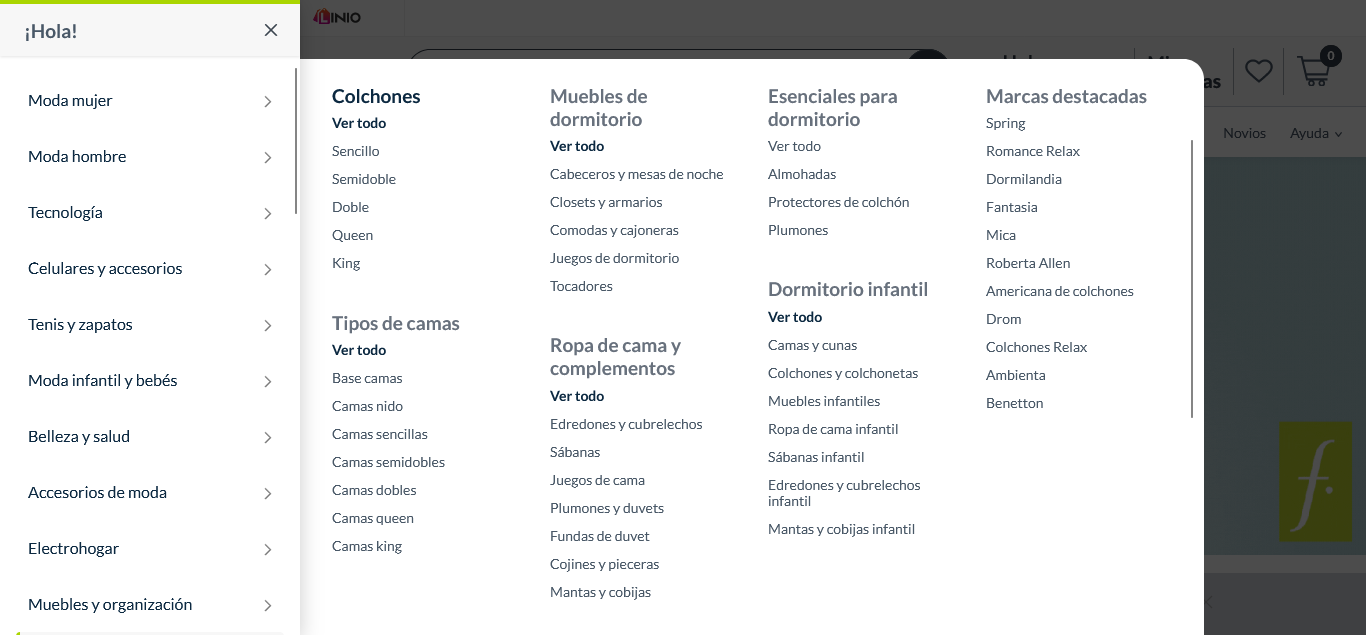 ¡Hola!
Moda mujer
Moda hombre
Tecnología
Celulares y accesorios
Tenis y zapatos
Moda infantil y bebés
Belleza y salud
Accesorios de moda
Electrohogar
Muebles y organización
LINIO
Colchones
Ver todo
Sencillo
Semidoble
Doble
Queen
King
Tipos de camas
Ver todo
Base camas
Camas nido
Camas sencillas
Camas semidobles
Camas dobles
Camas queen
Camas king
Muebles de
dormitorio
Ver todo
Cabeceros y mesas de noche
Closets y armarios
Comodas y cajoneras
Juegos de dormitorio
Tocadores
Ropa de cama y
complementos
Ver todo
Edredones y cubrelechos
Sábanas
Juegos de cama
Plumones y duvets
Fundas de duvet
Cojines y pieceras
Mantas y cobijas
Esenciales para
dormitorio
Ver todo
Almohadas
Protectores de colchón
Plumones
Dormitorio infantil
Ver todo
Camas y cunas
Colchones y colchonetas
Muebles infantiles
Ropa de cama infantil
Sábanas infantil
Edredones y cubrelechos
infantil
Mantas y cobijas infantil
Marcas destacadas
Spring
Romance Relax
Dormilandia
Fantasia
Mica
Roberta Allen
Americana de colchones
Drom
Colchones Relax
Ambienta
Benetton
0
Novios
Ayuda
f.